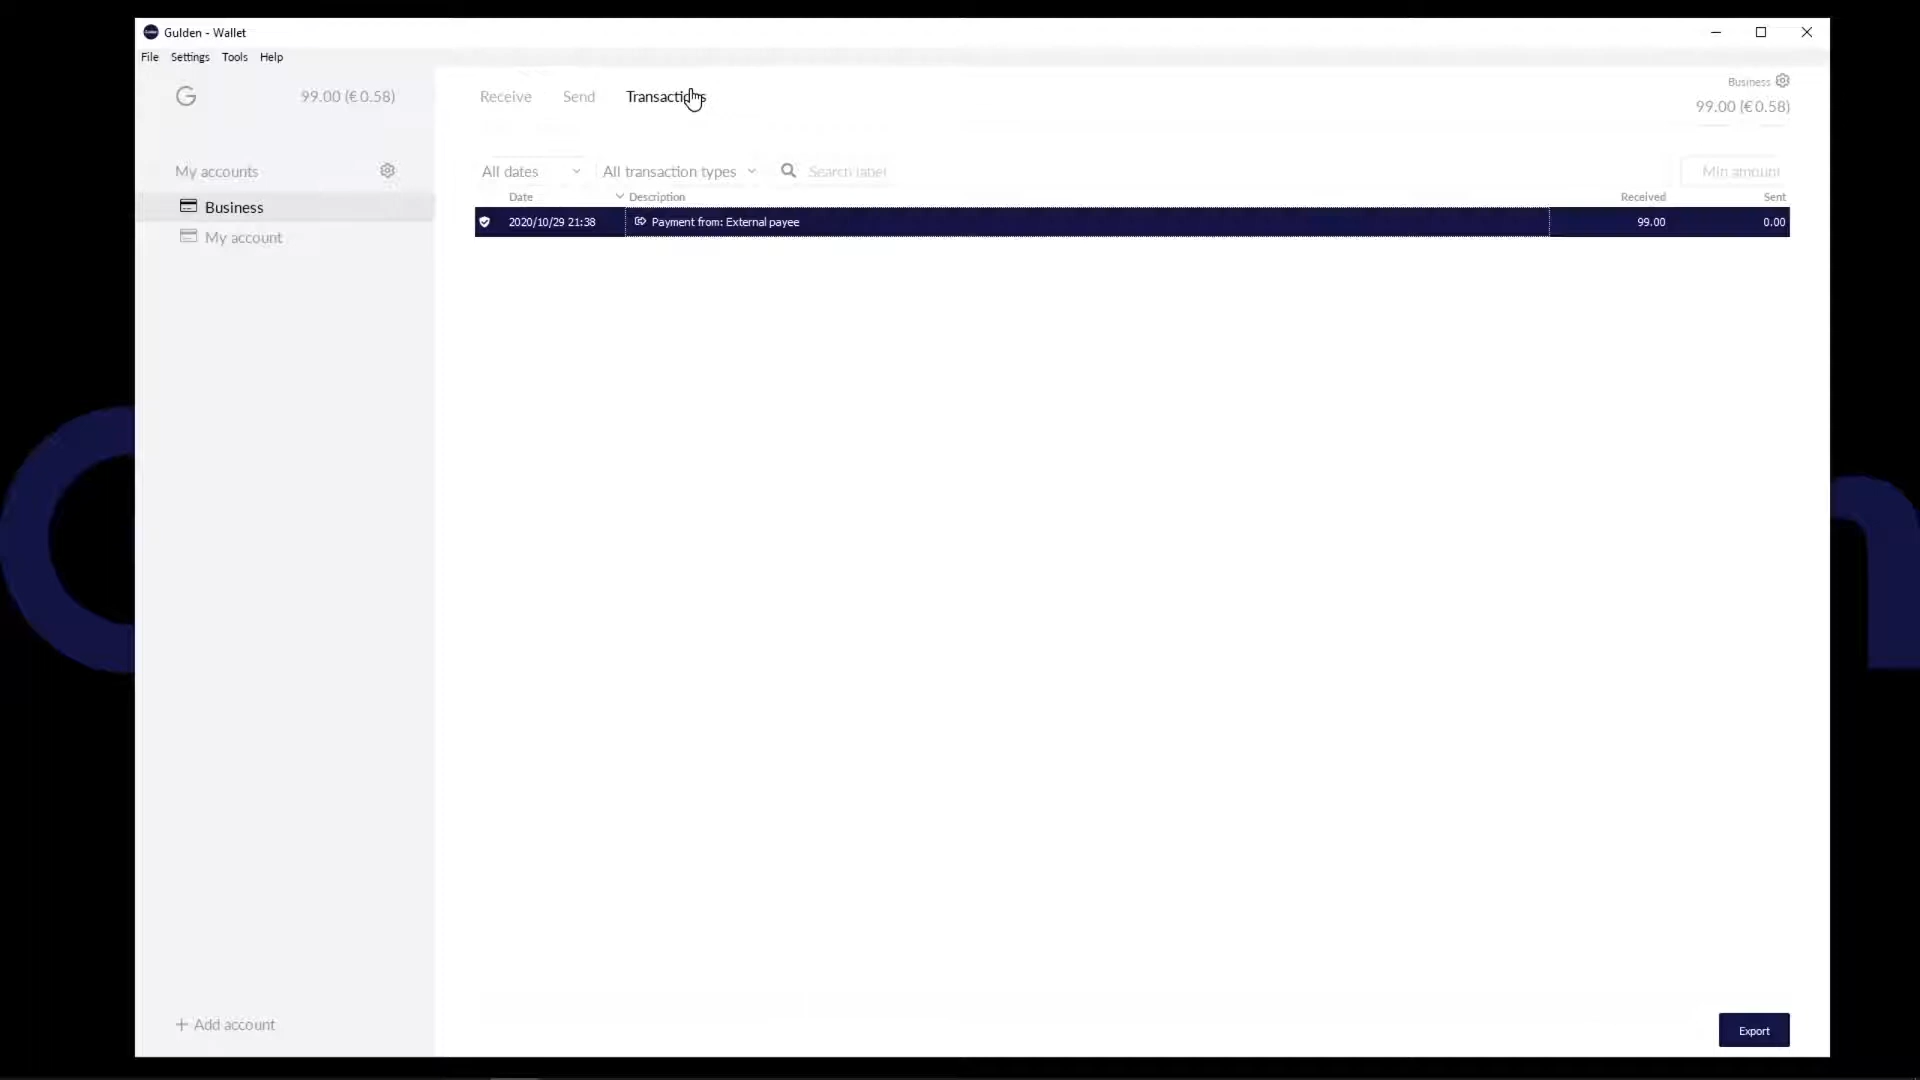 Gulden - Wallet
File Settings Tools Help
99.00 (€0.58)
Receive Send Transactions
Business
99.00 (€0.58)
My accounts
All dates All transaction types Search label Min amount
Date Description Received Sent
Business
2020/10/29 21:38 Payment from: External payee 99.00 0.00
My account
+ Add account
Export